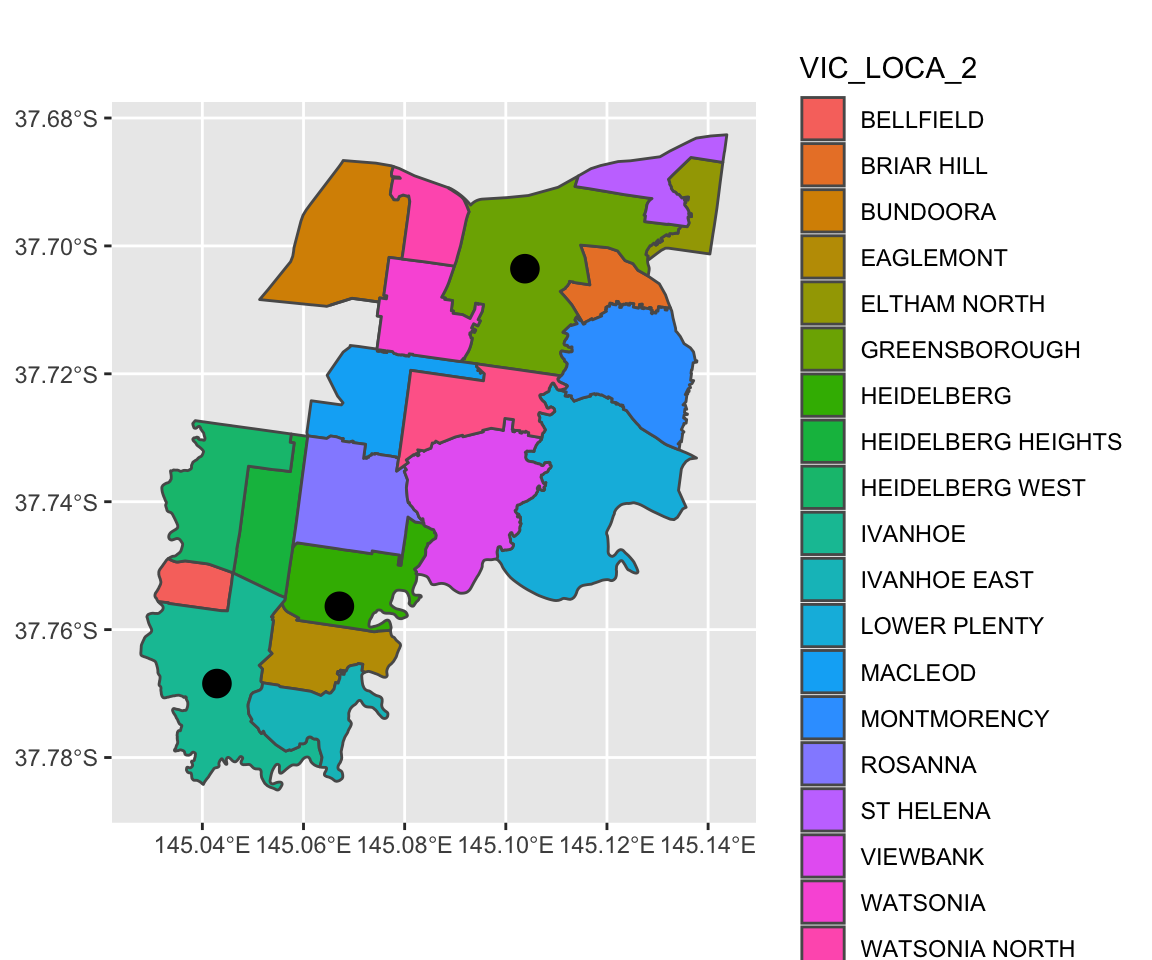 VIC_LOCA_2
37.68°S
37.70°S
37.72°S
37.74°S
37.76°S
37.78°S
145.04°E 145.06°E 145.08°E 145.10°E 145.12°E 145.14°E
BELLFIELD
BRIAR HILL
BUNDOORA
EAGLEMONT
ELTHAM NORTH
GREENSBOROUGH
HEIDELBERG
HEIDELBERG HEIGHTS
HEIDELBERG WEST
IVANHOE
IVANHOE EAST
LOWER PLENTY
MACLEOD
MONTMORENCY
ROSANNA
ST HELENA
VIEWBANK
WATSONIA
WATSONIA NORTH